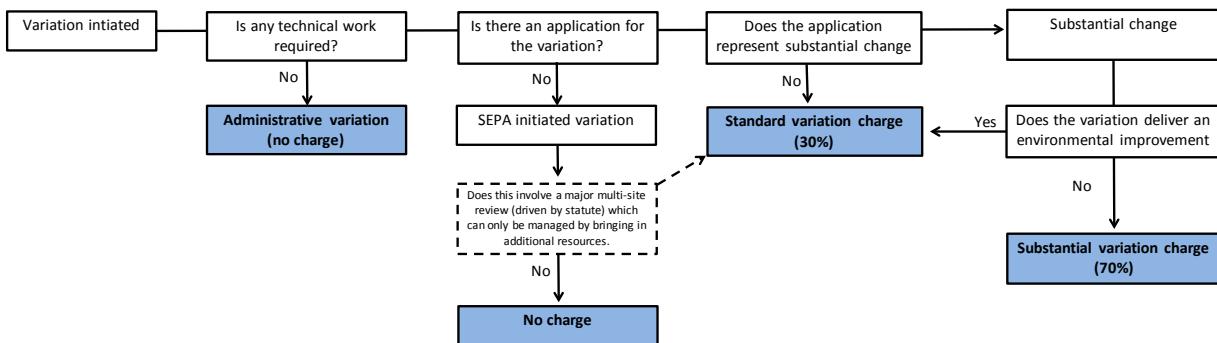 Variation intiated
Is any technical work
required?
Is there an application for
the variation?
Does the application
represent substantial change
Substantial change
No
No
No
Administrative variation
(no charge)
SEPA initiated variation
Standard variation charge
(30%)
Yes
Does the variation deliver an
environmental improvement
Does this involve a major multi-site
review (driven by statute) which
can only be managed by bringing in
additional resources.
No
No
Substantial variation charge
(70%)
No charge